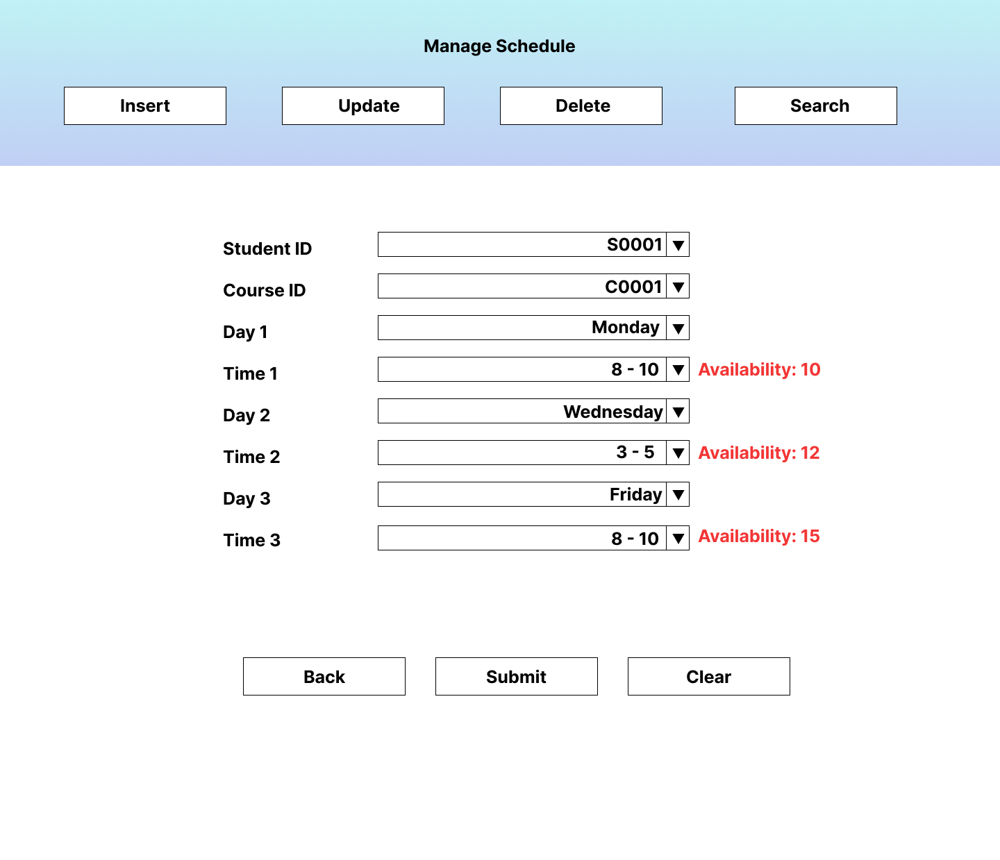 Manage Schedule
Insert Update Delete Search
Student ID S0001 ▼
Course ID C0001 ▼
Day 1 Monday ▼
Time 1 8 - 10 ▼ Availability: 10
Day 2 Wednesday ▼
Time 2 3 - 5 ▼ Availability: 12
Day 3 Friday ▼
Time 3 8 - 10 ▼ Availability: 15
Back Submit Clear